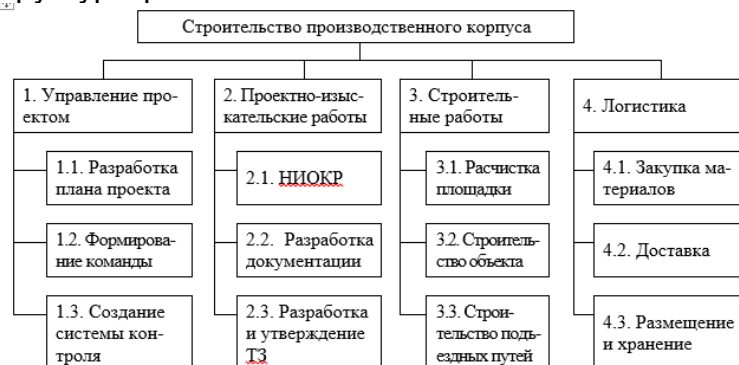 Строительство производственного корпуса
1. Управление про-
ектом
2. Проектно-изыс-
кательские работы
3. Строитель-
ные работы
4. Логистика
1.1. Разработка
плана проекта
2.1. НИОКР
3.1. Расчистка
площадки
4.1. Закупка ма-
териалов
1.2. Формирова-
ние команды
2.2. Разработка
документации
3.2. Строитель-
ство объекта
4.2. Доставка
1.3. Создание
системы кон-
троля
2.3. Разработка
и утверждение
ТЗ
3.3. Строи-
тельство подъ-
ездных путей
4.3. Размещение
и хранение